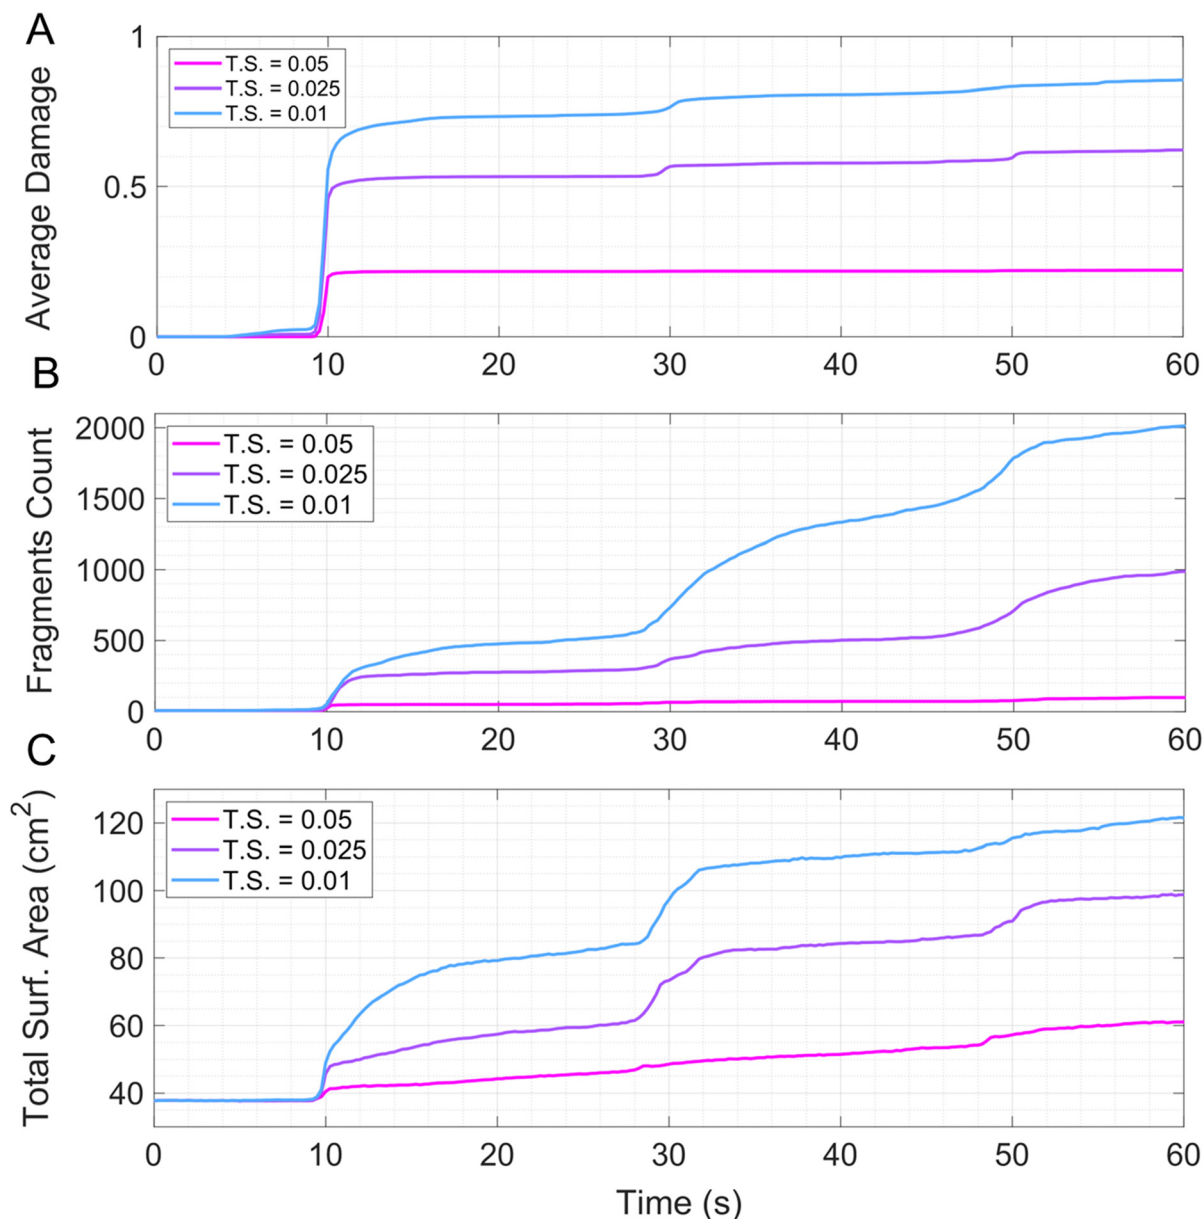 A
Average Damage
1
0.5
0
T.S. = 0.05
T.S. = 0.025
T.S. = 0.01
0 10 20 30 40 50 60
B
Fragments Count
2000
1500
1000
500
0
T.S. = 0.05
T.S. = 0.025
T.S. = 0.01
0 10 20 30 40 50 60
C
Total Surf. Area (cm²)
120
100
80
60
40
T.S. = 0.05
T.S. = 0.025
T.S. = 0.01
0 10 20 30 40 50 60
Time (s)